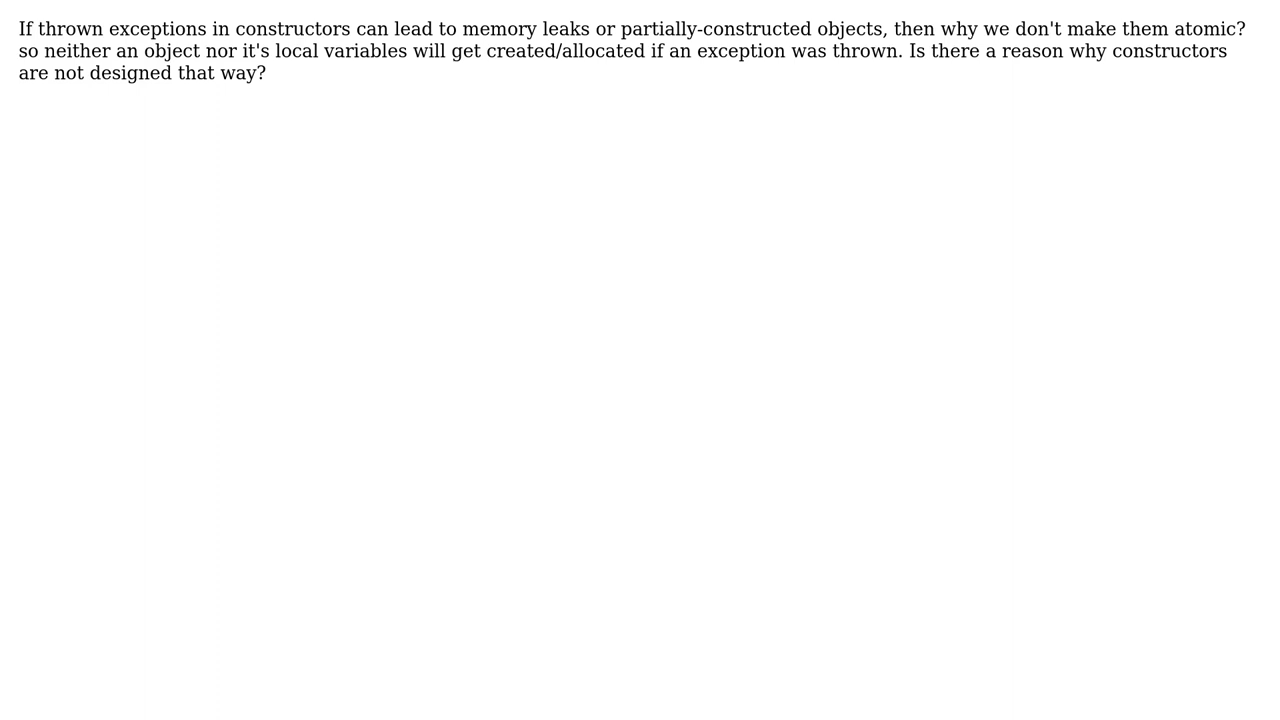 If thrown exceptions in constructors can lead to memory leaks or partially-constructed objects, then why we don't make them atomic?
so neither an object nor it's local variables will get created/allocated if an exception was thrown. Is there a reason why constructors
are not designed that way?